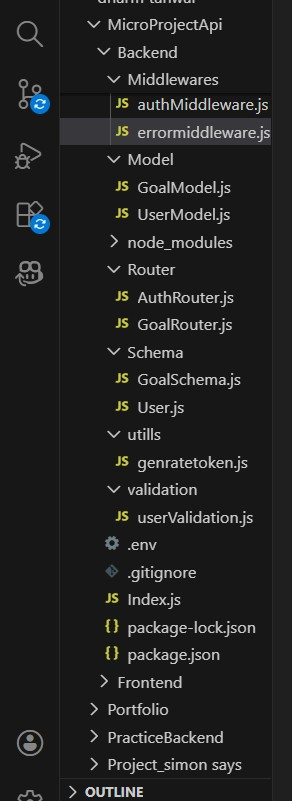 MicroProjectApi
Backend
Middlewares
JS authMiddleware.js
JS errormiddleware.js
Model
JS GoalModel.js
JS UserModel.js
node_modules
Router
JS AuthRouter.js
JS GoalRouter.js
Schema
JS GoalSchema.js
JS User.js
utills
JS genratetoken.js
validation
JS userValidation.js
.env
.gitignore
JS Index.js
{} package-lock.json
{} package.json
Frontend
Portfolio
PracticeBackend
Project_simon says
OUTLINE